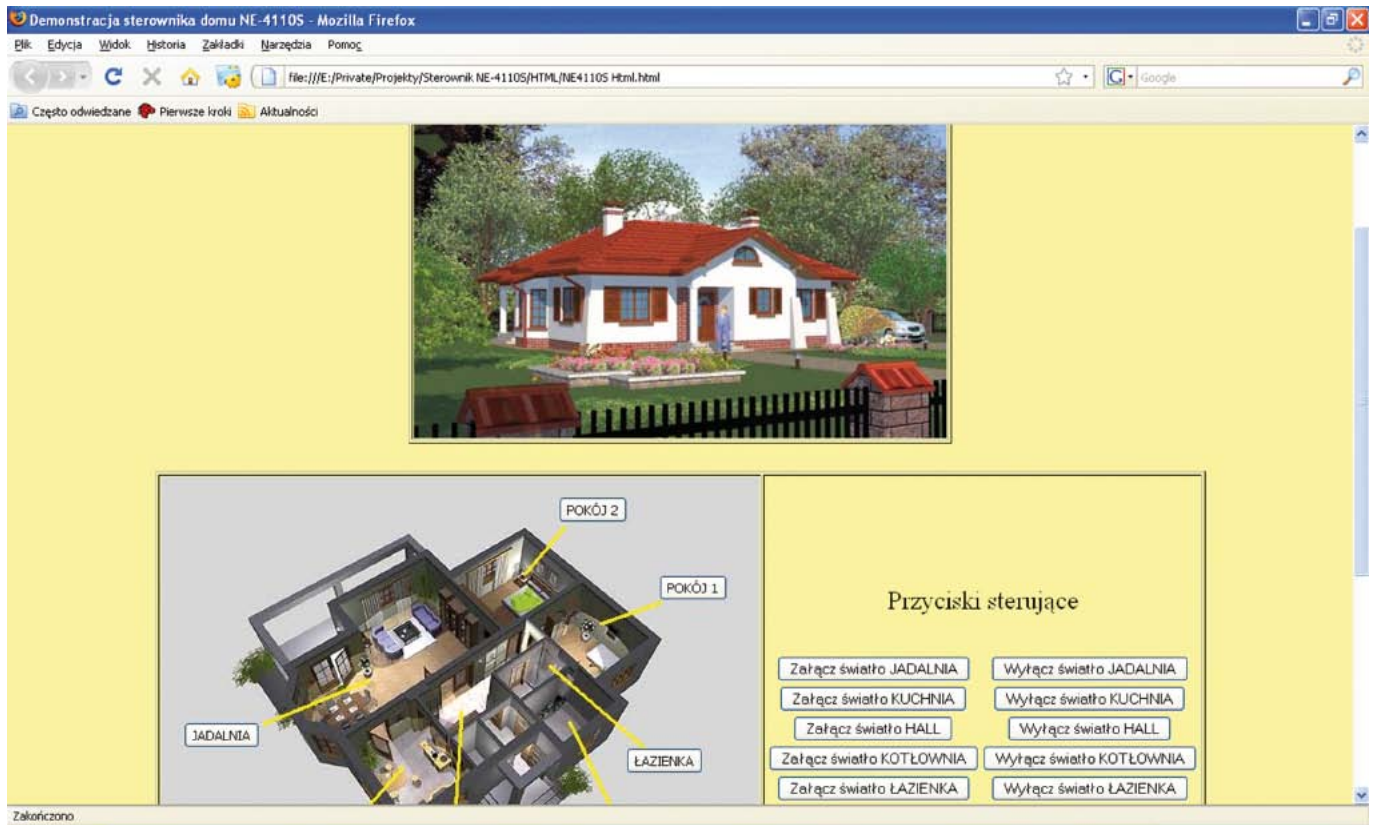 Demonstracja sterownika domu NE-4110S - Mozilla Firefox
Plik Edycja Widok Historia Zakładki Narzędzia Pomoc
file:///E:/Private/Projekty/Sterownik NE-4110S/HTML/NE4110S Html.html
G Google
Często odwiedzane Pierwsze kroki Aktualności
POKÓJ 2
POKÓJ 1
JADALNIA
ŁAZIENKA
Przyciski sterujące
Załącz światło JADALNIA Wyłącz światło JADALNIA
Załącz światło KUCHNIA Wyłącz światło KUCHNIA
Załącz światło HALL Wyłącz światło HALL
Załącz światło KOTŁOWNIA Wyłącz światło KOTŁOWNIA
Załącz światło ŁAZIENKA Wyłącz światło ŁAZIENKA
Zakończono